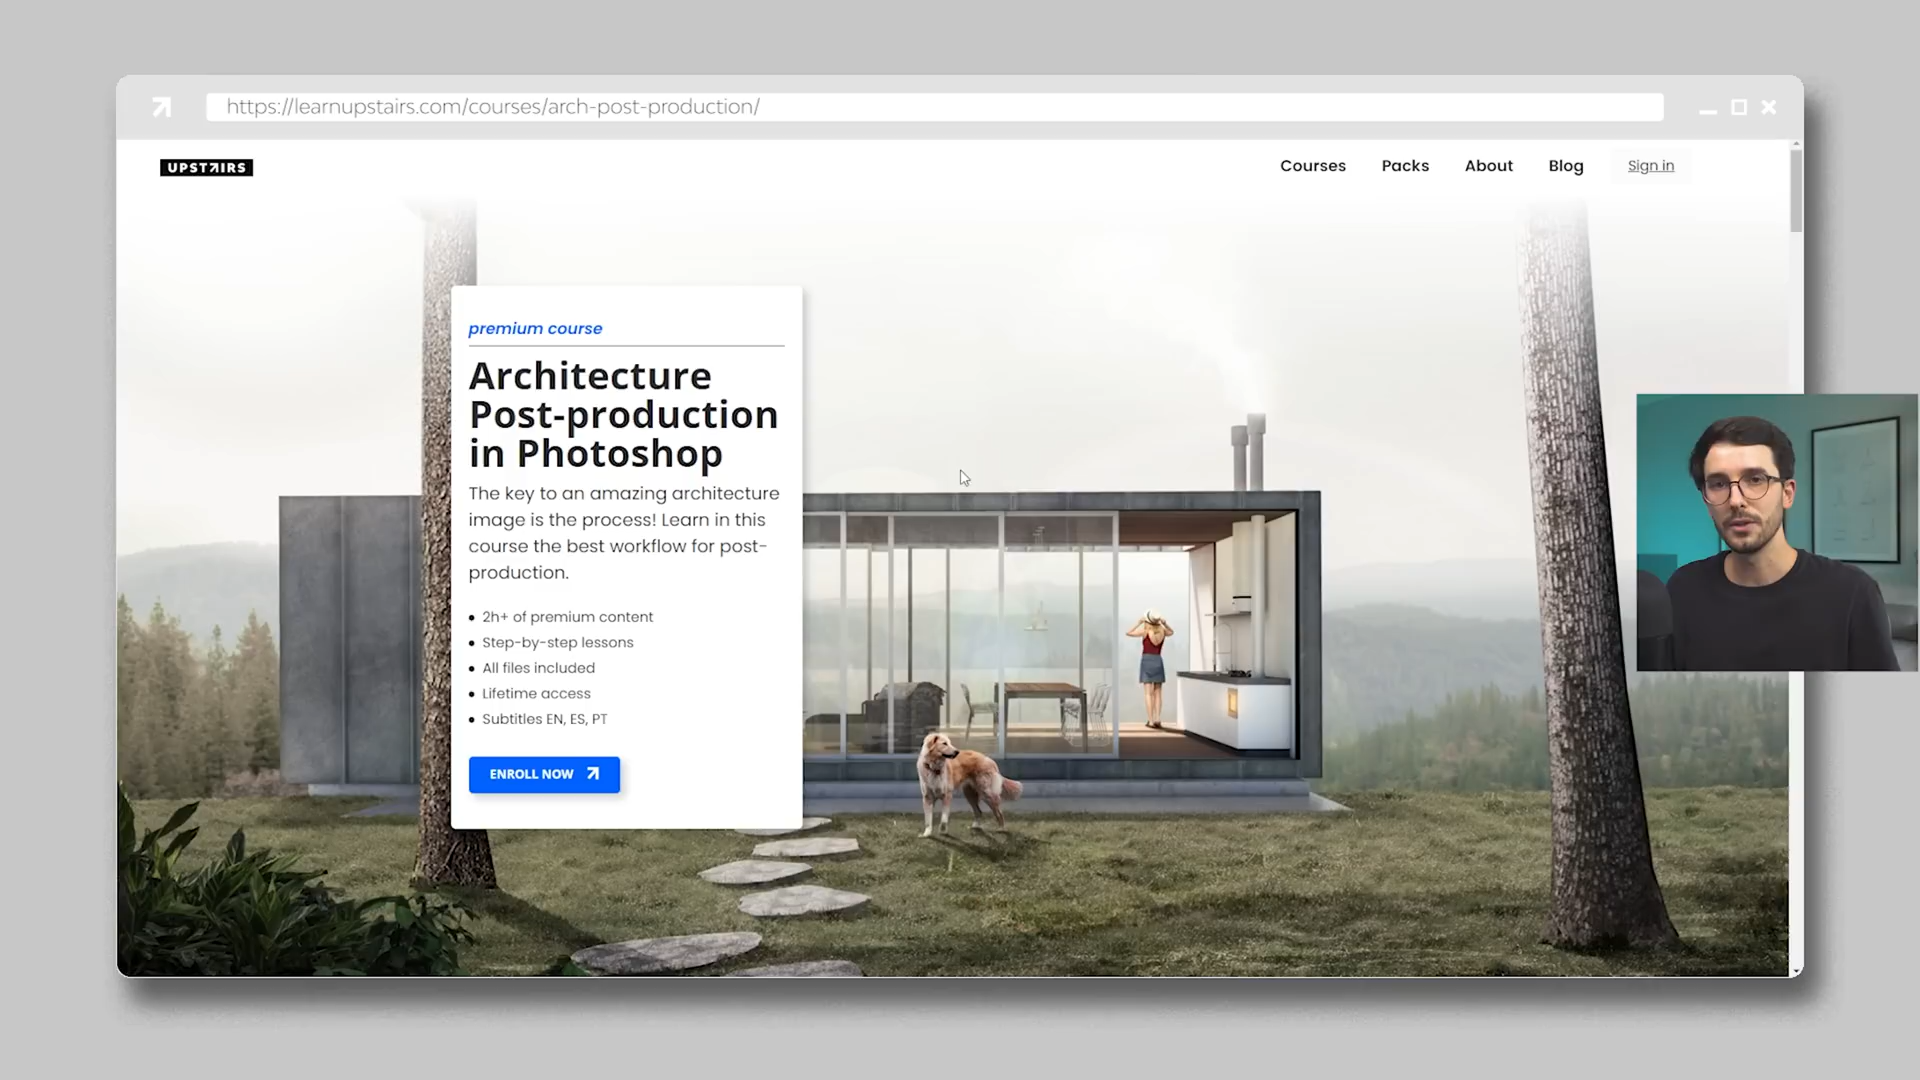 https://learnupstairs.com/courses/arch-post-production/
UPSTAIRS
Courses Packs About Blog Sign in
premium course
Architecture
Post-production
in Photoshop
The key to an amazing architecture
image is the process! Learn in this
course the best workflow for post-
production.
2h+ of premium content
Step-by-step lessons
All files included
Lifetime access
Subtitles EN, ES, PT
ENROLL NOW